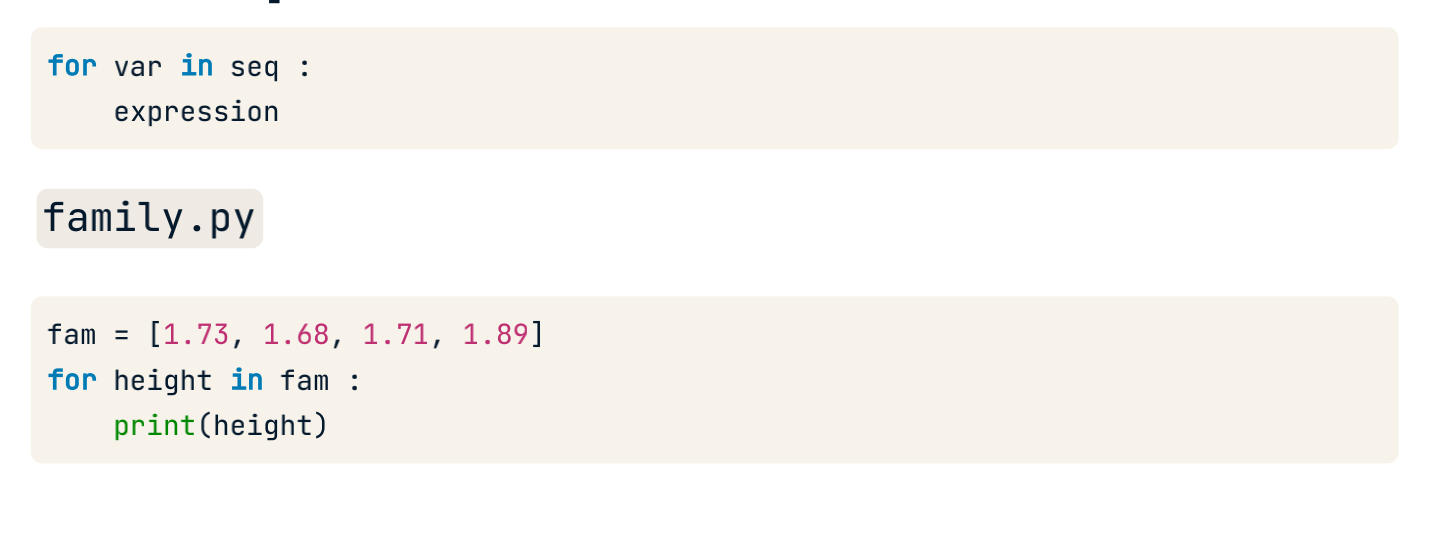 for var in seq :
    expression
family.py
fam = [1.73, 1.68, 1.71, 1.89]
for height in fam :
    print(height)